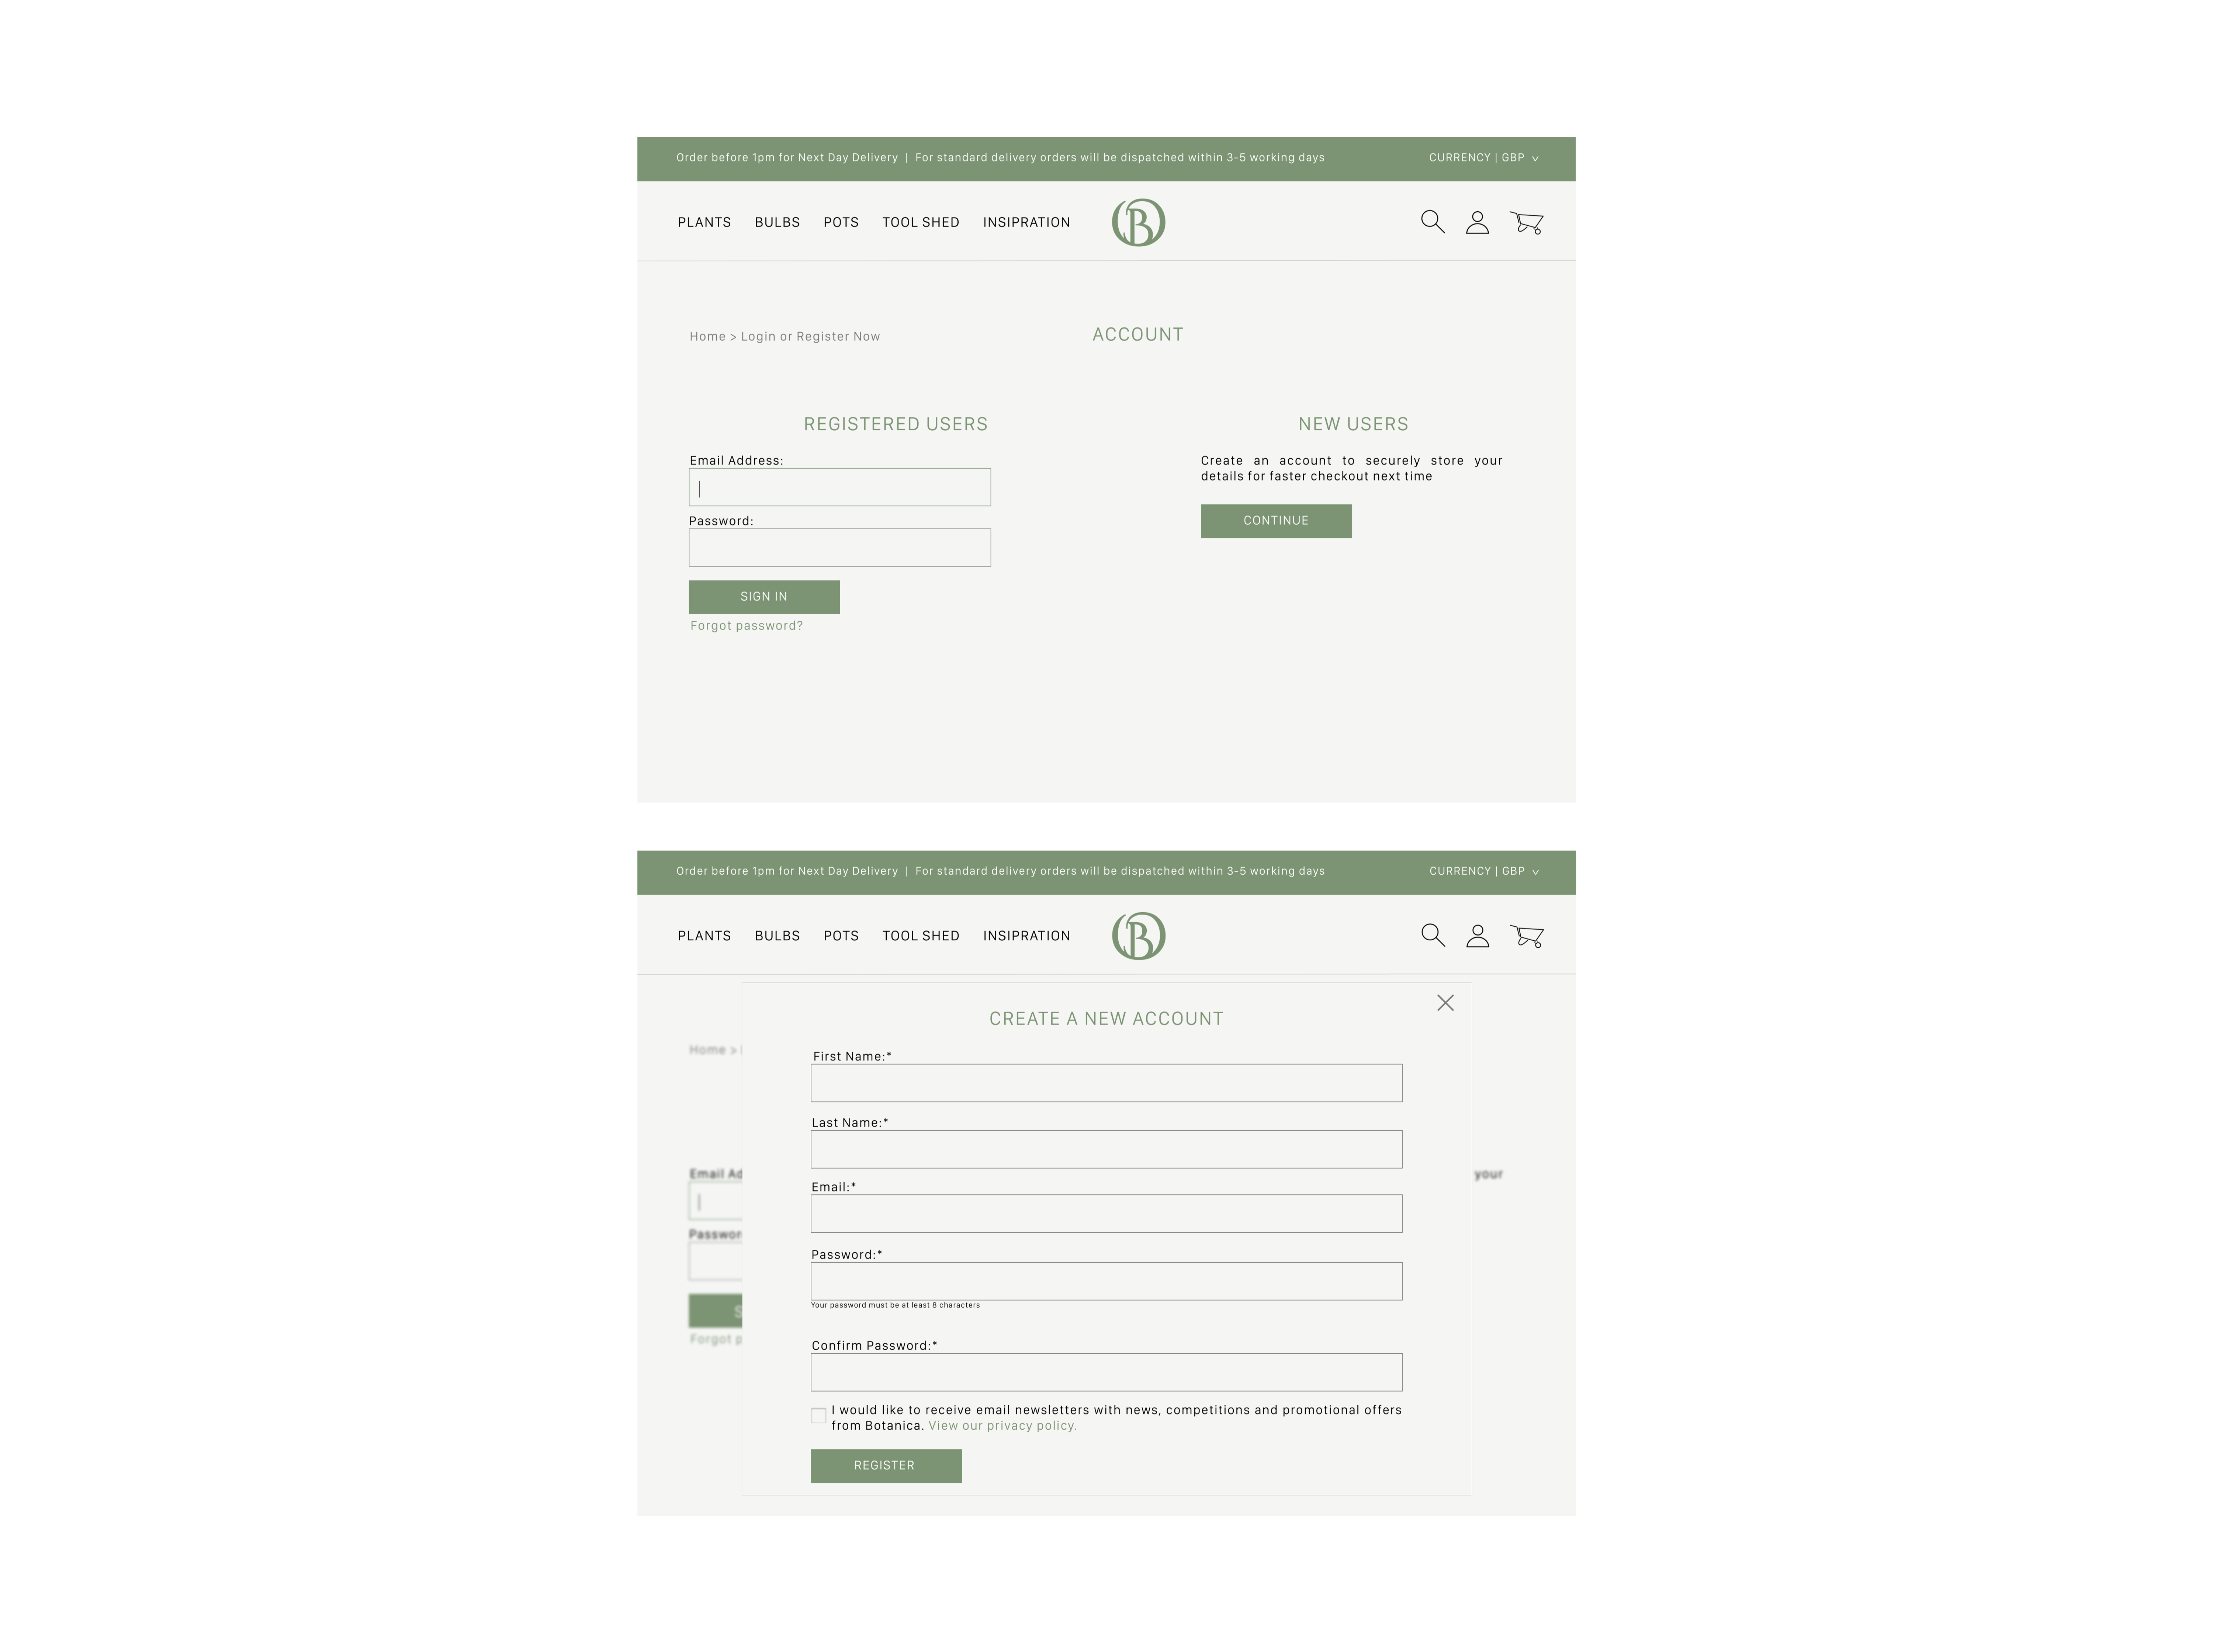 Order before 1pm for Next Day Delivery | For standard delivery orders will be dispatched within 3-5 working days
CURRENCY | GBP v
PLANTS BULBS POTS TOOL SHED INSIPRATION
B
Home > Login or Register Now
ACCOUNT
REGISTERED USERS
Email Address:
Password:
SIGN IN
Forgot password?
NEW USERS
Create an account to securely store your
details for faster checkout next time
CONTINUE
Order before 1pm for Next Day Delivery | For standard delivery orders will be dispatched within 3-5 working days
CURRENCY | GBP v
PLANTS BULBS POTS TOOL SHED INSIPRATION
B
CREATE A NEW ACCOUNT
First Name:*
Last Name:*
Email:*
Password:*
Your password must be at least 8 characters
Confirm Password:*
I would like to receive email newsletters with news, competitions and promotional offers
from Botanica. View our privacy policy.
REGISTER
Home >
Email Ad
Passwor
S
Forgot p
your